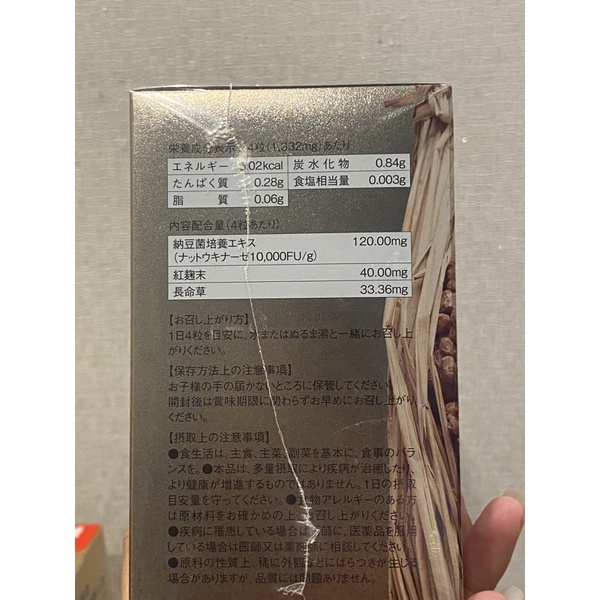 栄養成分表示 4粒(1,332mg)あたり
エネルギー 5.02kcal 炭水化物 0.84g
たんぱく質 0.28g 食塩相当量 0.003g
脂質 0.06g
内容配合量(4粒あたり)
納豆菌培養エキス 120.00mg
(ナットウキナーゼ10,000FU/g)
紅麹末 40.00mg
長命草 33.36mg
【お召し上がり方】
1日4粒を目安に、水またはぬるま湯と一緒にお召し上
がりください。
【保存方法上の注意事項】
お子様の手の届かないところに保管してください。
開封後は賞味期限に関わらずお早めにお召し上がり
ください。
【摂取上の注意事項】
●食生活は、主食、主菜、副菜を基本に、食事のバラ
ンスを。●本品は、多量摂取により疾病が治癒したり、
より健康が増進するものではありません。1日の摂取
目安量を守ってください。●食物アレルギーのある方
は原材料をお確かめの上、お召し上がりください。
●疾病に罹患している場合は医師に、医薬品を服用
している場合は医師又は薬剤師に相談してください。
●原料の性質上、稀に外観などにばらつきが生じる
場合がありますが、品質には問題ありません。